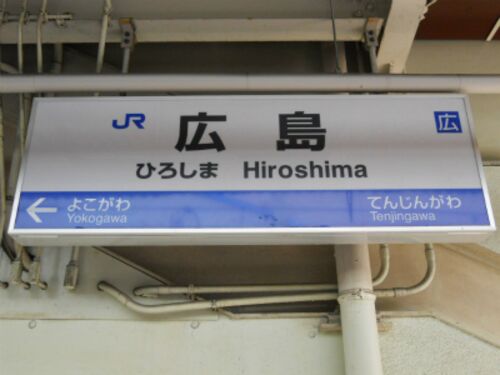 JR 広島 広
ひろしま Hiroshima
← よこがわ てんじんがわ
Yokogawa Tenjingawa